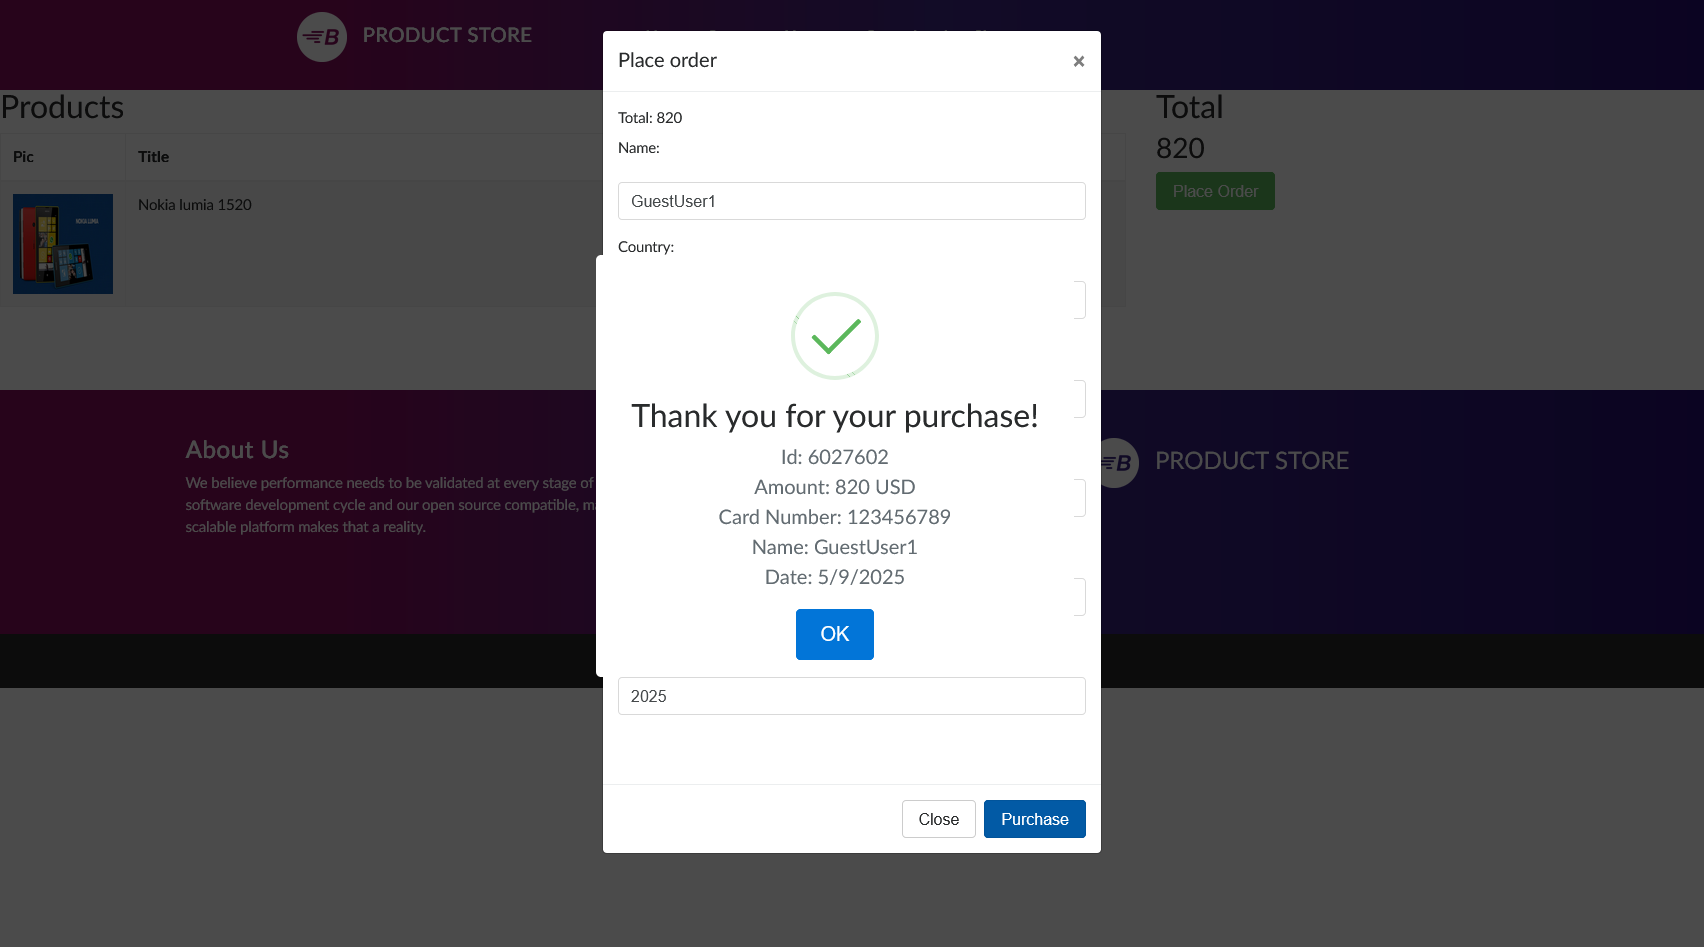 PRODUCT STORE
Place order
×
Products
Total
Total: 820
820
Name:
Pic
Title
Place Order
Nokia lumia 1520
NOKIA LUMIA
GuestUser1
Country:
Thank you for your purchase!
Id: 6027602
Amount: 820 USD
Card Number: 123456789
Name: GuestUser1
Date: 5/9/2025
OK
About Us
We believe performance needs to be validated at every stage of
software development cycle and our open source compatible,
scalable platform makes that a reality.
B PRODUCT STORE
2025
Close
Purchase